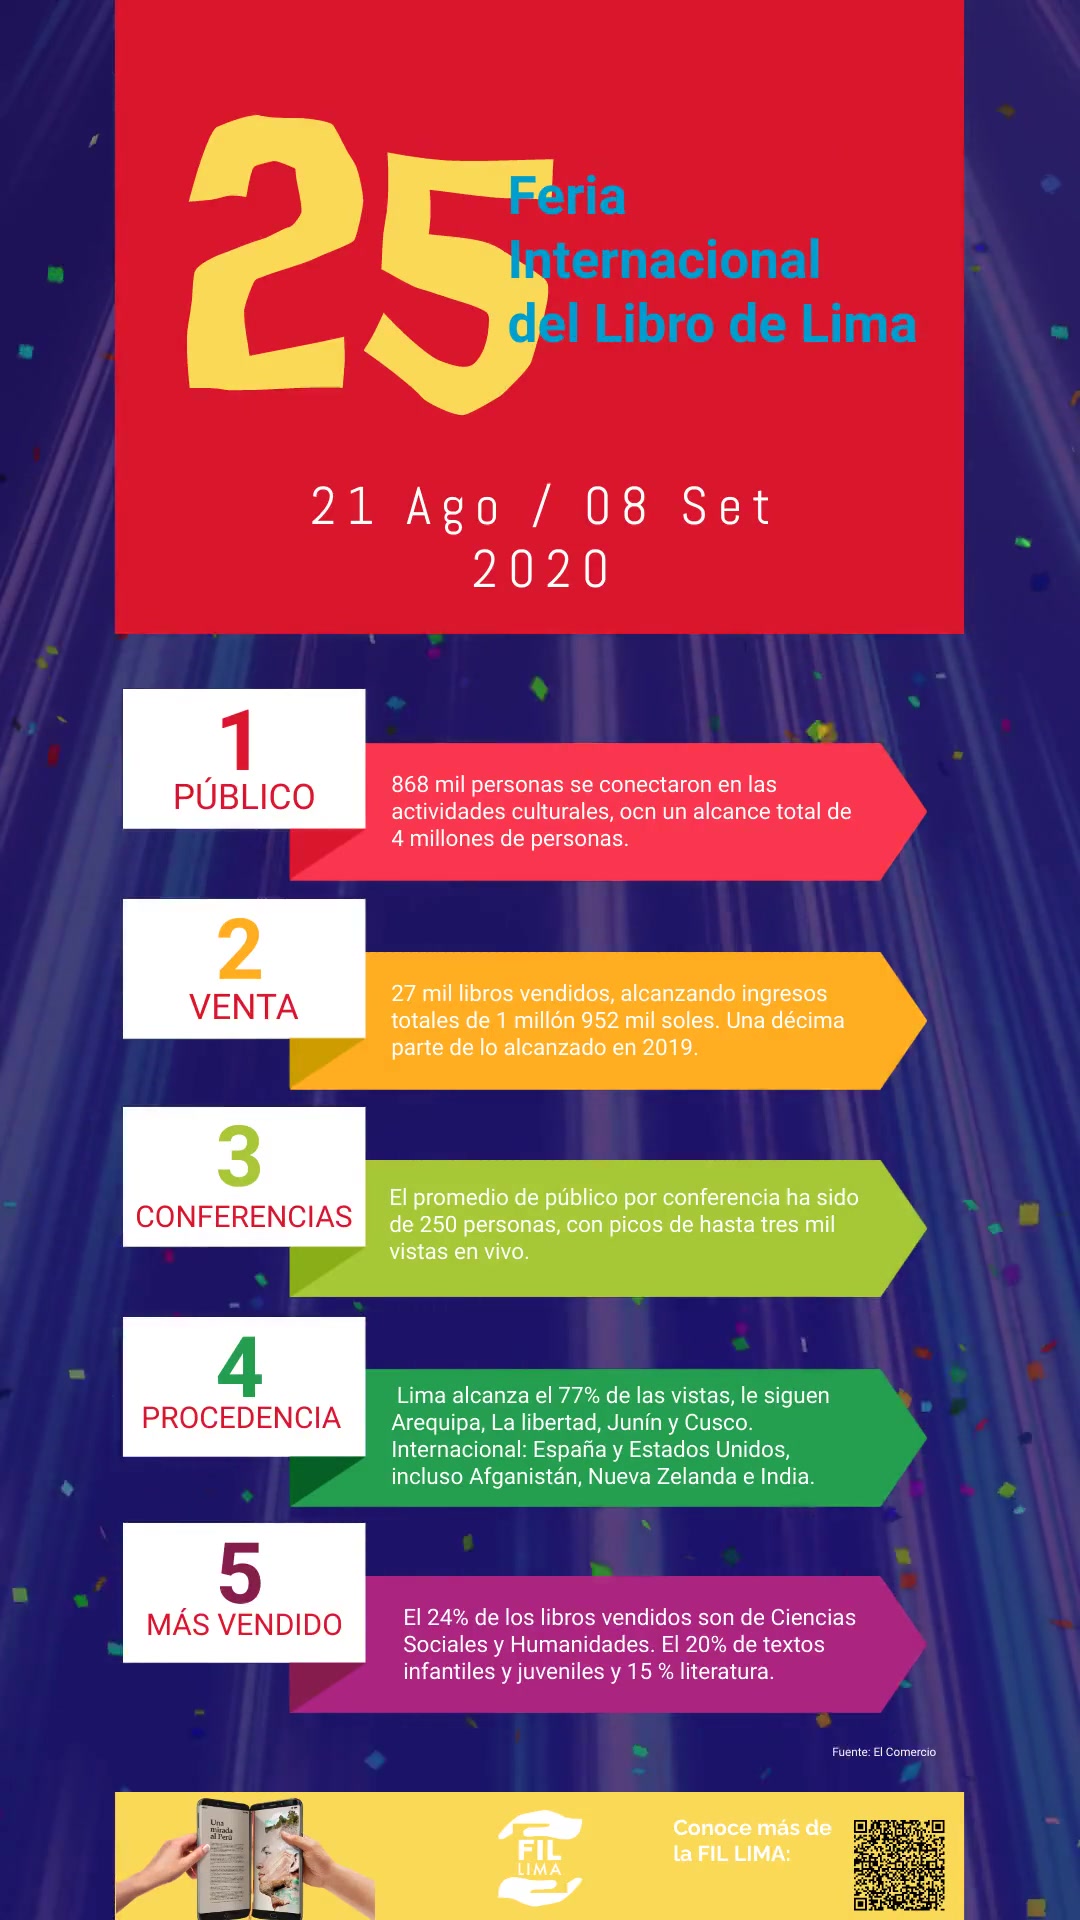 25
Feria
Internacional
del Libro de Lima
21 Ago / 08 Set
2020
1
PÚBLICO
868 mil personas se conectaron en las
actividades culturales, ocn un alcance total de
4 millones de personas.
2
VENTA
27 mil libros vendidos, alcanzando ingresos
totales de 1 millón 952 mil soles. Una décima
parte de lo alcanzado en 2019.
3
CONFERENCIAS
El promedio de público por conferencia ha sido
de 250 personas, con picos de hasta tres mil
vistas en vivo.
4
PROCEDENCIA
Lima alcanza el 77% de las vistas, le siguen
Arequipa, La libertad, Junín y Cusco.
Internacional: España y Estados Unidos,
incluso Afganistán, Nueva Zelanda e India.
5
MÁS VENDIDO
El 24% de los libros vendidos son de Ciencias
Sociales y Humanidades. El 20% de textos
infantiles y juveniles y 15 % literatura.
Fuente: El Comercio
Una
mirada
al Perú
FIL
LIMA
Conoce más de
la FIL LIMA: